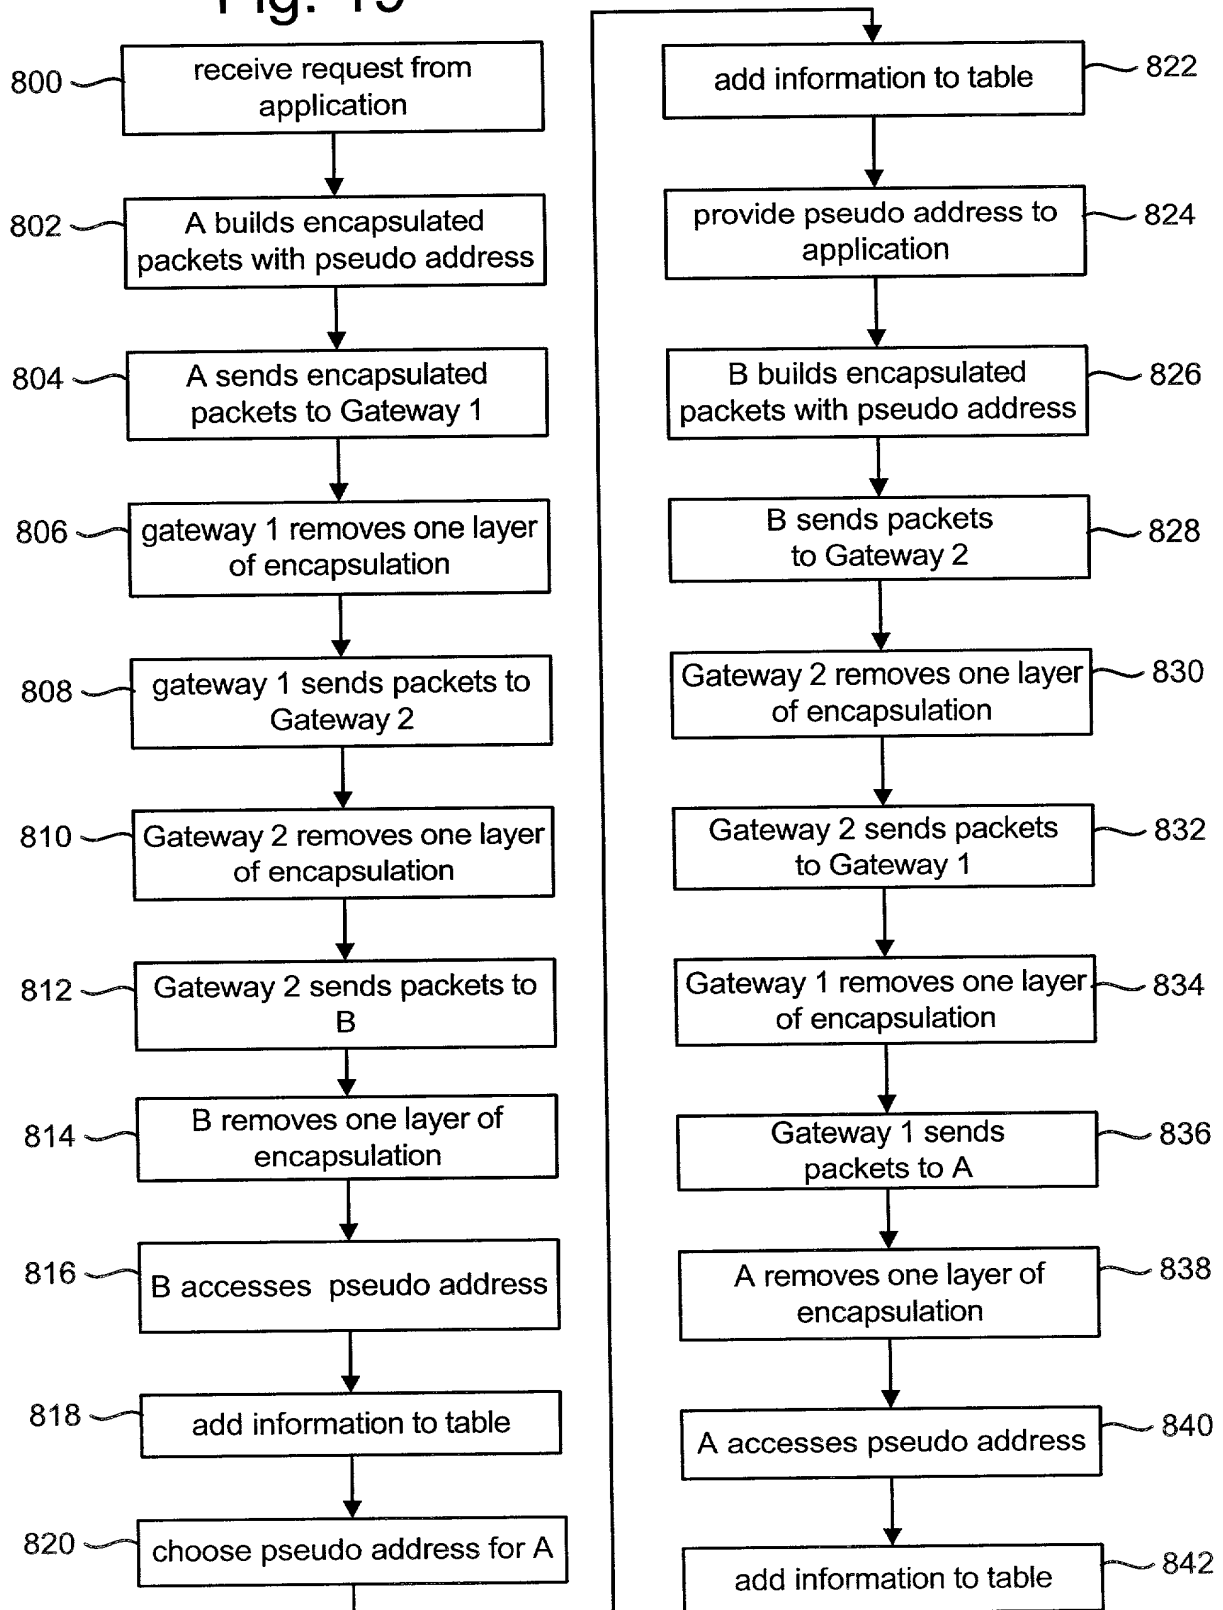 Fig. 19
800
receive request from
application
802
A builds encapsulated
packets with pseudo address
804
A sends encapsulated
packets to Gateway 1
806
gateway 1 removes one layer
of encapsulation
808
gateway 1 sends packets to
Gateway 2
810
Gateway 2 removes one layer
of encapsulation
812
Gateway 2 sends packets to
B
814
B removes one layer of
encapsulation
816
B accesses pseudo address
818
add information to table
820
choose pseudo address for A
add information to table
822
provide pseudo address to
application
824
B builds encapsulated
packets with pseudo address
826
B sends packets
to Gateway 2
828
Gateway 2 removes one layer
of encapsulation
830
Gateway 2 sends packets
to Gateway 1
832
Gateway 1 removes one layer
of encapsulation
834
Gateway 1 sends
packets to A
836
A removes one layer of
encapsulation
838
A accesses pseudo address
840
add information to table
842